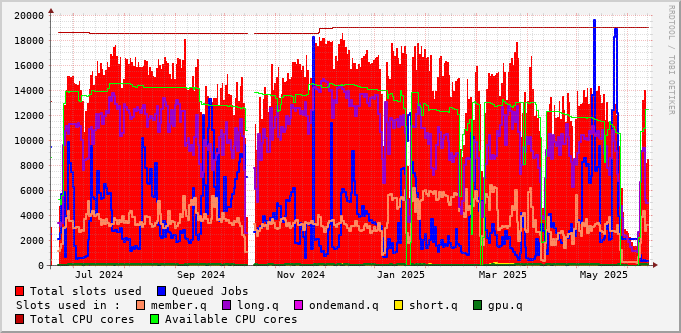 RRDTOOL / TOBI OETIKER
20000
18000
16000
14000
12000
10000
8000
6000
4000
2000
0
Jul 2024 Sep 2024 Nov 2024 Jan 2025 Mar 2025 May 2025
Total slots used Queued Jobs
Slots used in : member.q long.q ondemand.q short.q gpu.q
Total CPU cores Available CPU cores